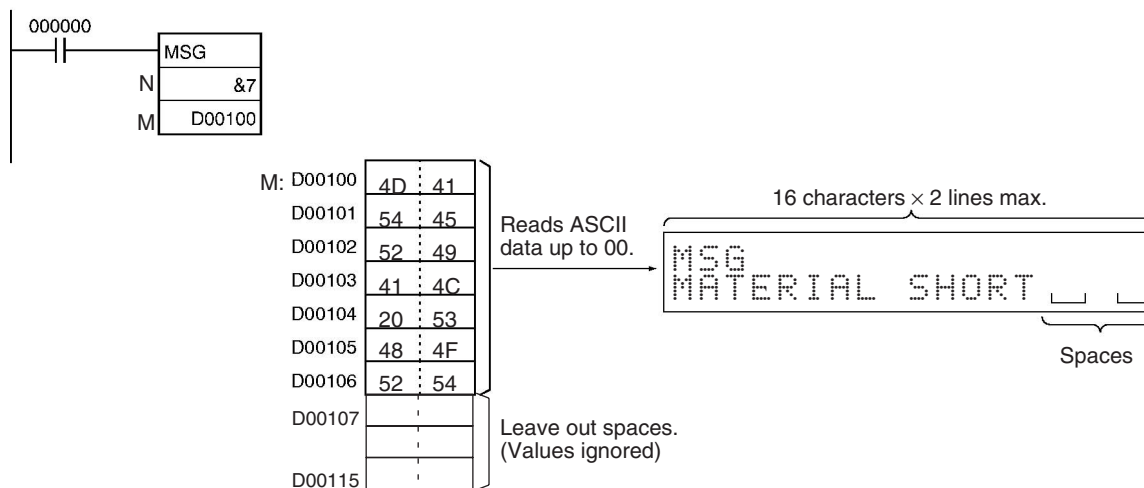 000000
MSG
N &7
M D00100
M: D00100 4D 41
D00101 54 45
D00102 52 49
D00103 41 4C
D00104 20 53
D00105 48 4F
D00106 52 54
D00107
D00115
Reads ASCII
data up to 00.
Leave out spaces.
(Values ignored)
16 characters × 2 lines max.
MSG
MATERIAL SHORT
Spaces